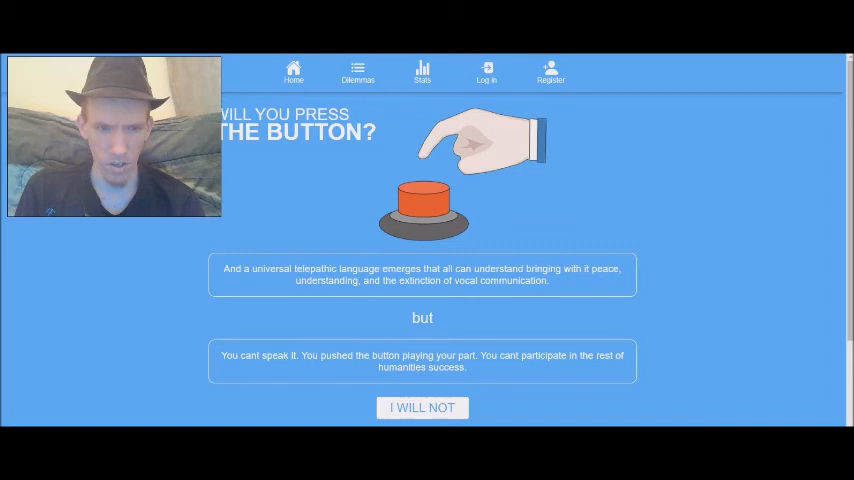 Home
Dilemmas
Stats
Log In
Register
WILL YOU PRESS
THE BUTTON?
And a universal telepathic language emerges that all can understand bringing with it peace,
understanding, and the extinction of vocal communication.
but
You cant speak it. You pushed the button playing your part. You cant participate in the rest of
humanities success.
I WILL NOT